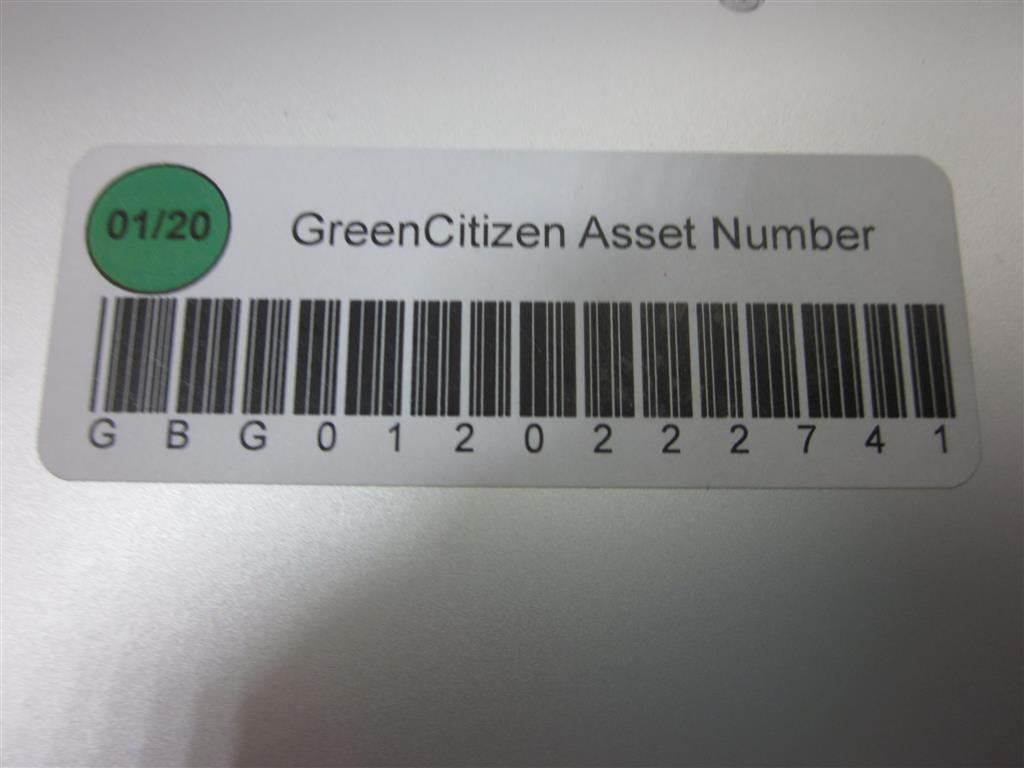 01/20
GreenCitizen Asset Number
G B G 0 1 2 0 2 2 2 7 4 1